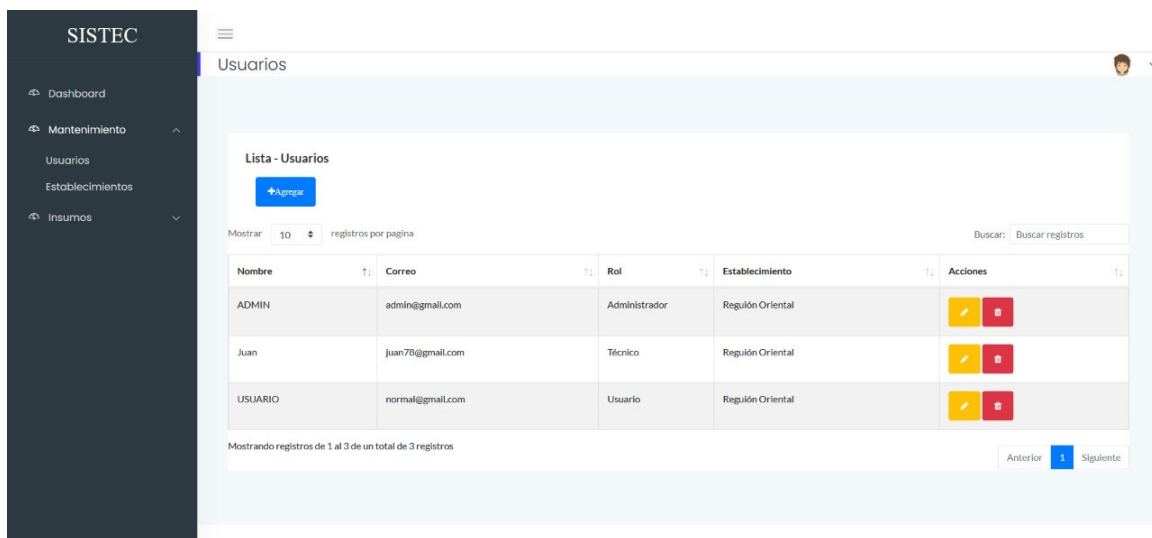 SISTEC
Usuarios
Dashboard
Mantenimiento
Usuarios
Establecimientos
Insumos
Lista - Usuarios
+Agregar
Mostrar 10 registros por pagina Buscar: Buscar registros
Nombre Correo Rol Establecimiento Acciones
ADMIN admin@gmail.com Administrador Reguión Oriental
Juan juan78@gmail.com Técnico Reguión Oriental
USUARIO normal@gmail.com Usuario Reguión Oriental
Mostrando registros de 1 al 3 de un total de 3 registros
Anterior 1 Siguiente